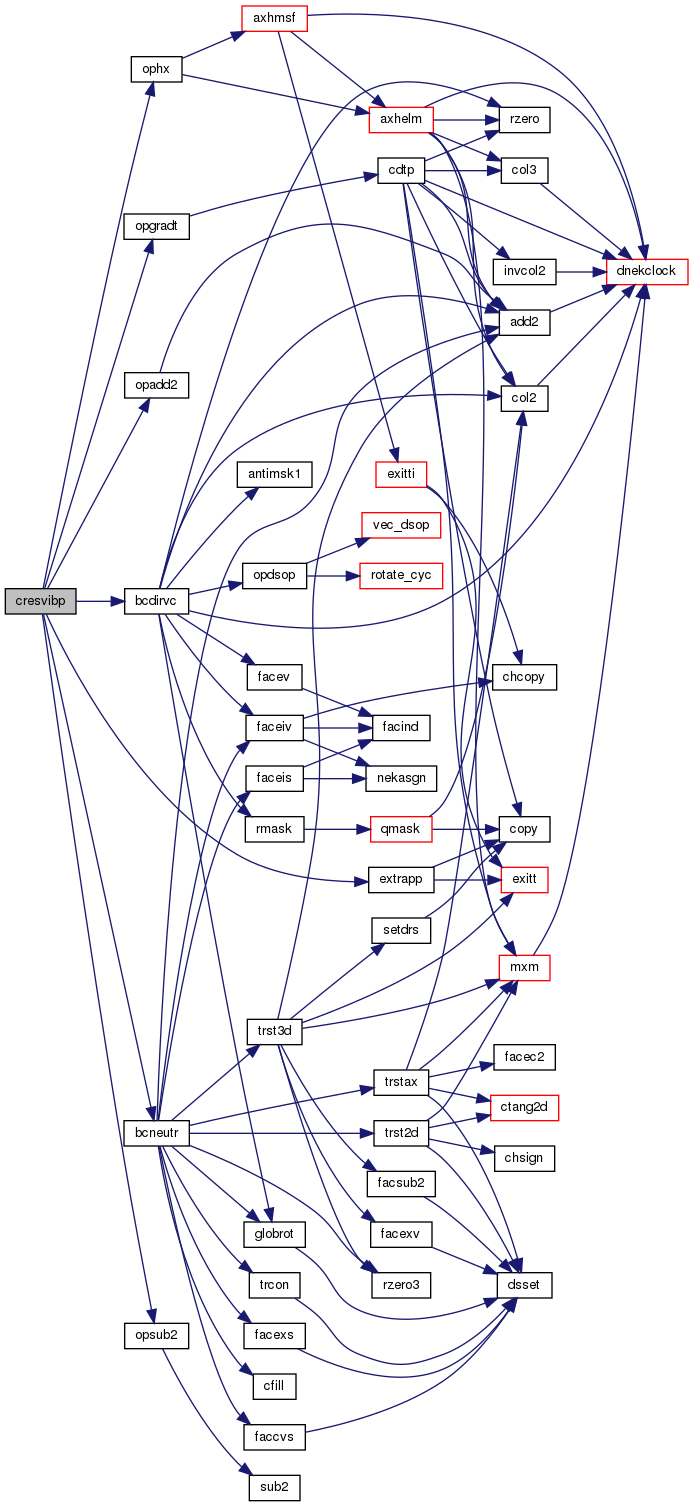 axhmsf
ophx
axhelm
rzero
cdtp
col3
opgradt
invcol2
dnekclock
add2
opadd2
col2
antimsk1
exitti
vec_dsop
opdsop
rotate_cyc
cresvibp
bcdirvc
facev
chcopy
faceiv
facind
faceis
nekasgn
rmask
qmask
copy
extrapp
exitt
setdrs
mxm
trst3d
facec2
trstax
ctang2d
bcneutr
trst2d
chsign
facsub2
globrot
facexv
trcon
rzero3
dsset
opsub2
facexs
cfill
faccvs
sub2